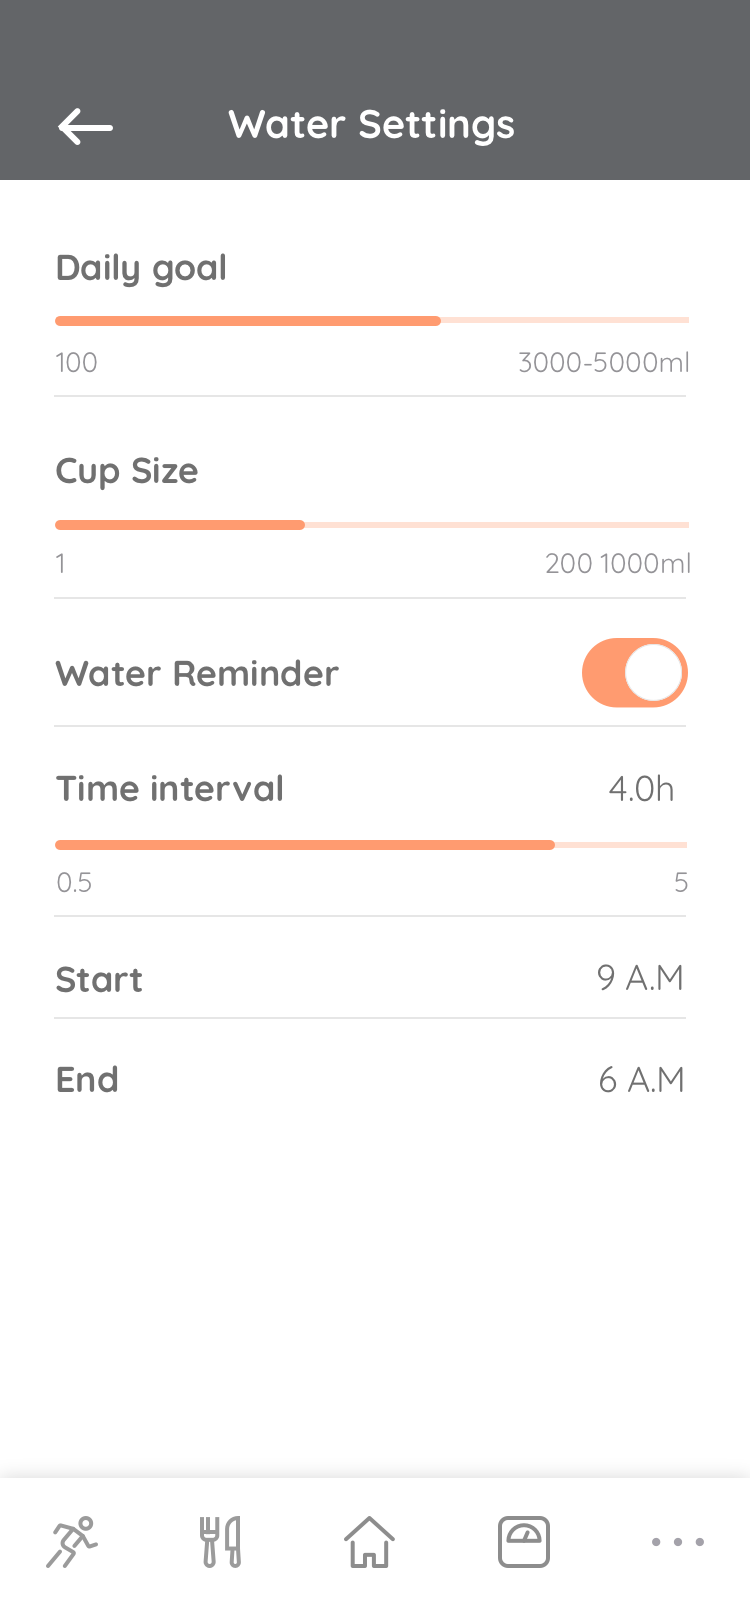 Water Settings
Daily goal
100 3000-5000ml
Cup Size
1 200 1000ml
Water Reminder
Time interval 4.0h
0.5 5
Start 9 A.M
End 6 A.M